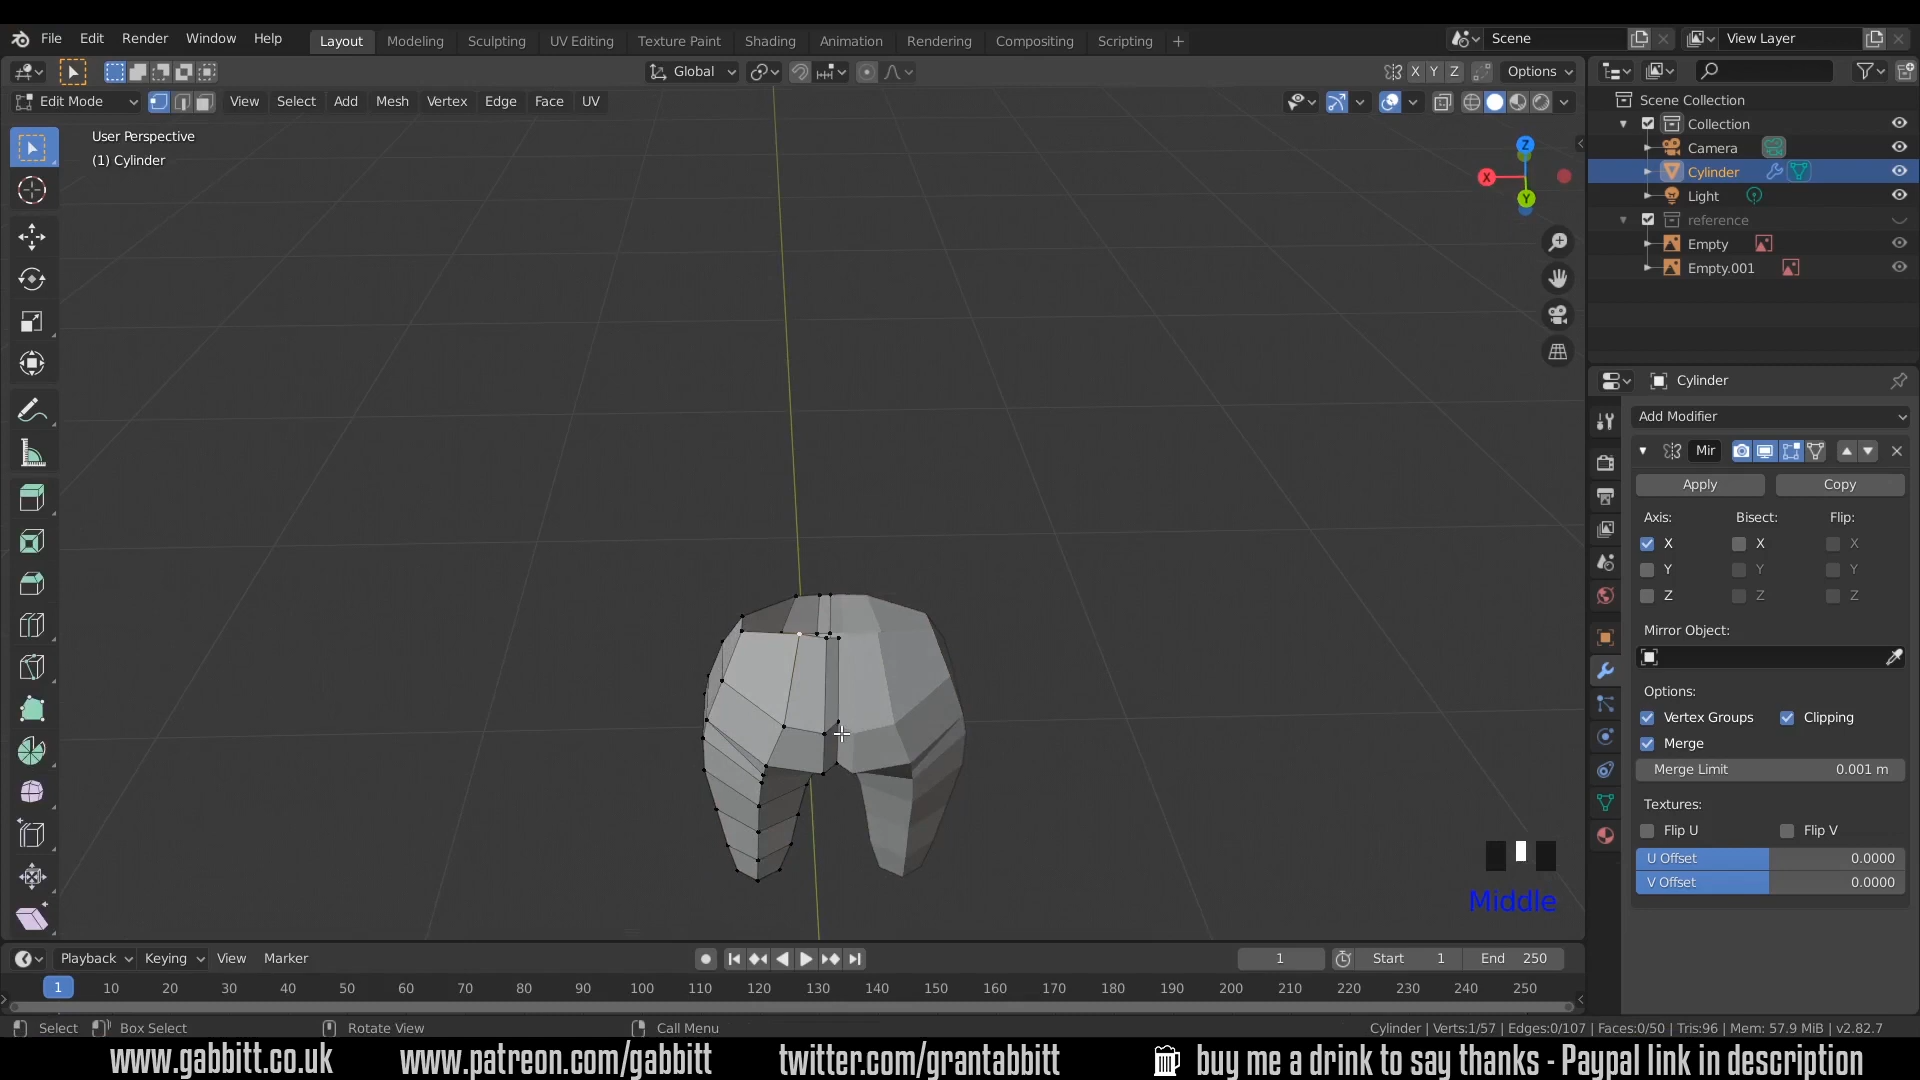 File Edit Render Window Help Layout Modeling Sculpting UV Editing Texture Paint Shading Animation Rendering Compositing Scripting + Scene View Layer
Global X Y Z Options
Edit Mode View Select Add Mesh Vertex Edge Face UV
User Perspective
(1) Cylinder
Z
X
Y
Scene Collection
Collection
Camera
Cylinder
Light
reference
Empty
Empty.001
Cylinder
Add Modifier
Mir
Apply Copy
Axis: Bisect: Flip:
X X X
Y Y Y
Z Z Z
Mirror Object:
Options:
Vertex Groups Clipping
Merge
Merge Limit 0.001 m
Textures:
Flip U Flip V
U Offset 0.0000
V Offset 0.0000
Middle
Playback Keying View Marker 1 Start 1 End 250
1 10 20 30 40 50 60 70 80 90 100 110 120 130 140 150 160 170 180 190 200 210 220 230 240 250
Select Box Select Rotate View Call Menu Cylinder | Verts:1/57 | Edges:0/107 | Faces:0/50 | Tris:96 | Mem: 57.9 MiB | v2.82.7
www.gabbitt.co.uk www.patreon.com/gabbitt twitter.com/grantabbitt buy me a drink to say thanks - Paypal link in description